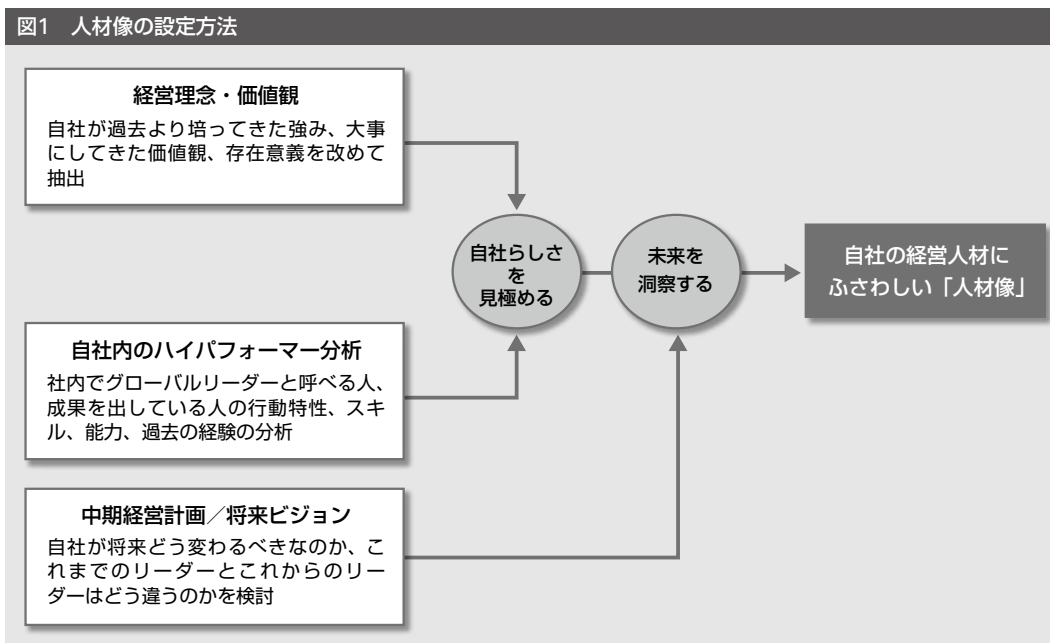 図1　人材像の設定方法
経営理念・価値観
自社が過去より培ってきた強み、大事
にしてきた価値観、存在意義を改めて
抽出
自社らしさ
を
見極める
未来を
洞察する
自社の経営人材に
ふさわしい「人材像」
自社内のハイパフォーマー分析
社内でグローバルリーダーと呼べる人、
成果を出している人の行動特性、スキ
ル、能力、過去の経験の分析
中期経営計画／将来ビジョン
自社が将来どう変わるべきなのか、こ
れまでのリーダーとこれからのリー
ダーはどう違うのかを検討